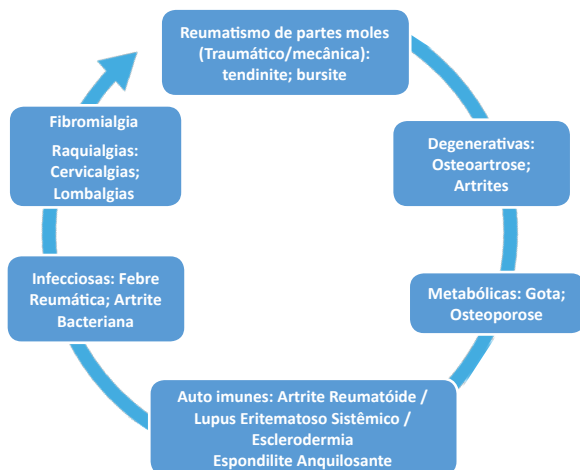 Reumatismo de partes moles
(Traumático/mecânica):
tendinite; bursite
Degenerativas:
Osteoartrose;
Artrites
Metabólicas: Gota;
Osteoporose
Auto imunes: Artrite Reumatóide /
Lupus Eritematoso Sistêmico /
Esclerodermia
Espondilite Anquilosante
Infecciosas: Febre
Reumática; Artrite
Bacteriana
Fibromialgia
Raquialgias:
Cervicalgias;
Lombalgias